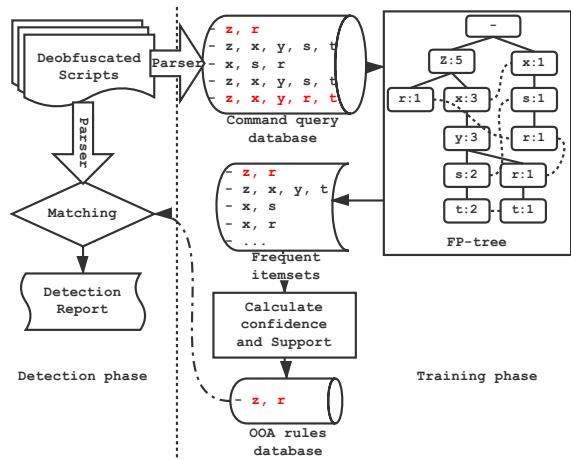 Deobfuscated
Scripts
Parser
- z, r
- z, x, y, s, t
- x, s, r
- z, x, y, s, t
- z, x, y, r, t
Command query
database
-
Z:5
x:1
r:1
x:3
s:1
y:3
r:1
s:2
r:1
t:2
t:1
FP-tree
Parser
Matching
Detection
Report
Detection phase
- z, r
- z, x, y, t
- x, s
- x, r
- ...
Frequent
itemsets
Calculate
confidence
and Support
- z, r
OOA rules
database
Training phase